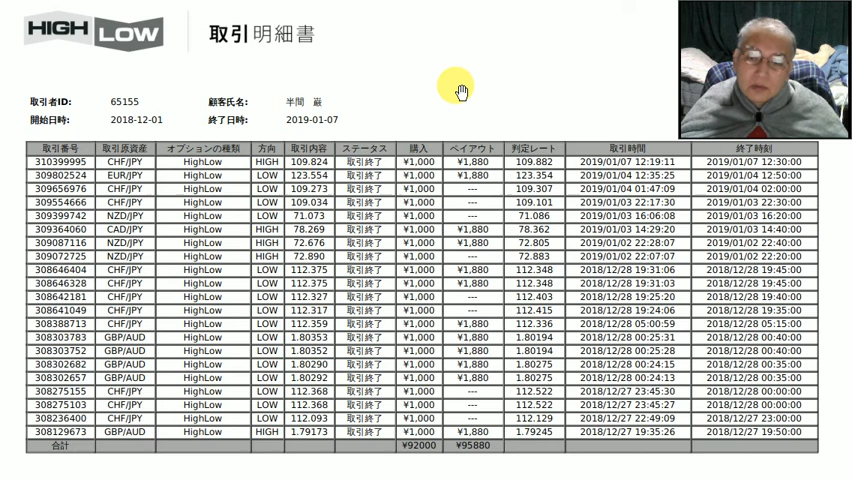 HIGH LOW 取引明細書
取引者ID: 65155 顧客氏名: 半間 巌
開始日時: 2018-12-01 終了日時: 2019-01-07
取引番号 取引原資産 オプションの種類 方向 取引内容 ステータス 購入 ペイアウト 判定レート 取引時間 終了時刻
310399995 CHF/JPY HighLow HIGH 109.824 取引終了 ¥1,000 ¥1,880 109.882 2019/01/07 12:19:11 2019/01/07 12:30:00
309802524 EUR/JPY HighLow LOW 123.554 取引終了 ¥1,000 ¥1,880 123.354 2019/01/04 12:35:25 2019/01/04 12:50:00
309656976 CHF/JPY HighLow LOW 109.273 取引終了 ¥1,000 --- 109.307 2019/01/04 01:47:09 2019/01/04 02:00:00
309554666 CHF/JPY HighLow LOW 109.034 取引終了 ¥1,000 --- 109.101 2019/01/03 22:17:30 2019/01/03 22:30:00
309399742 NZD/JPY HighLow LOW 71.073 取引終了 ¥1,000 --- 71.086 2019/01/03 16:06:08 2019/01/03 16:20:00
309364060 CAD/JPY HighLow HIGH 78.269 取引終了 ¥1,000 ¥1,880 78.362 2019/01/03 14:29:20 2019/01/03 14:40:00
309087116 NZD/JPY HighLow HIGH 72.676 取引終了 ¥1,000 ¥1,880 72.805 2019/01/02 22:28:07 2019/01/02 22:40:00
309072725 NZD/JPY HighLow HIGH 72.890 取引終了 ¥1,000 --- 72.883 2019/01/02 22:07:07 2019/01/02 22:20:00
308646404 CHF/JPY HighLow LOW 112.375 取引終了 ¥1,000 ¥1,880 112.348 2018/12/28 19:31:06 2018/12/28 19:45:00
308646328 CHF/JPY HighLow LOW 112.375 取引終了 ¥1,000 ¥1,880 112.348 2018/12/28 19:31:03 2018/12/28 19:45:00
308642181 CHF/JPY HighLow LOW 112.327 取引終了 ¥1,000 --- 112.403 2018/12/28 19:25:20 2018/12/28 19:40:00
308641049 CHF/JPY HighLow LOW 112.317 取引終了 ¥1,000 --- 112.415 2018/12/28 19:24:06 2018/12/28 19:35:00
308388713 CHF/JPY HighLow LOW 112.359 取引終了 ¥1,000 ¥1,880 112.336 2018/12/28 05:00:59 2018/12/28 05:15:00
308303783 GBP/AUD HighLow LOW 1.80353 取引終了 ¥1,000 ¥1,880 1.80194 2018/12/28 00:25:31 2018/12/28 00:40:00
308303752 GBP/AUD HighLow LOW 1.80352 取引終了 ¥1,000 ¥1,880 1.80194 2018/12/28 00:25:28 2018/12/28 00:40:00
308302682 GBP/AUD HighLow LOW 1.80290 取引終了 ¥1,000 ¥1,880 1.80275 2018/12/28 00:24:15 2018/12/28 00:35:00
308302657 GBP/AUD HighLow LOW 1.80292 取引終了 ¥1,000 ¥1,880 1.80275 2018/12/28 00:24:13 2018/12/28 00:35:00
308275155 CHF/JPY HighLow LOW 112.368 取引終了 ¥1,000 --- 112.522 2018/12/27 23:45:30 2018/12/28 00:00:00
308275103 CHF/JPY HighLow LOW 112.368 取引終了 ¥1,000 --- 112.522 2018/12/27 23:45:27 2018/12/28 00:00:00
308236400 CHF/JPY HighLow LOW 112.093 取引終了 ¥1,000 --- 112.129 2018/12/27 22:49:09 2018/12/27 23:00:00
308129673 GBP/AUD HighLow HIGH 1.79173 取引終了 ¥1,000 ¥1,880 1.79245 2018/12/27 19:35:26 2018/12/27 19:50:00
合計 ¥92000 ¥95880